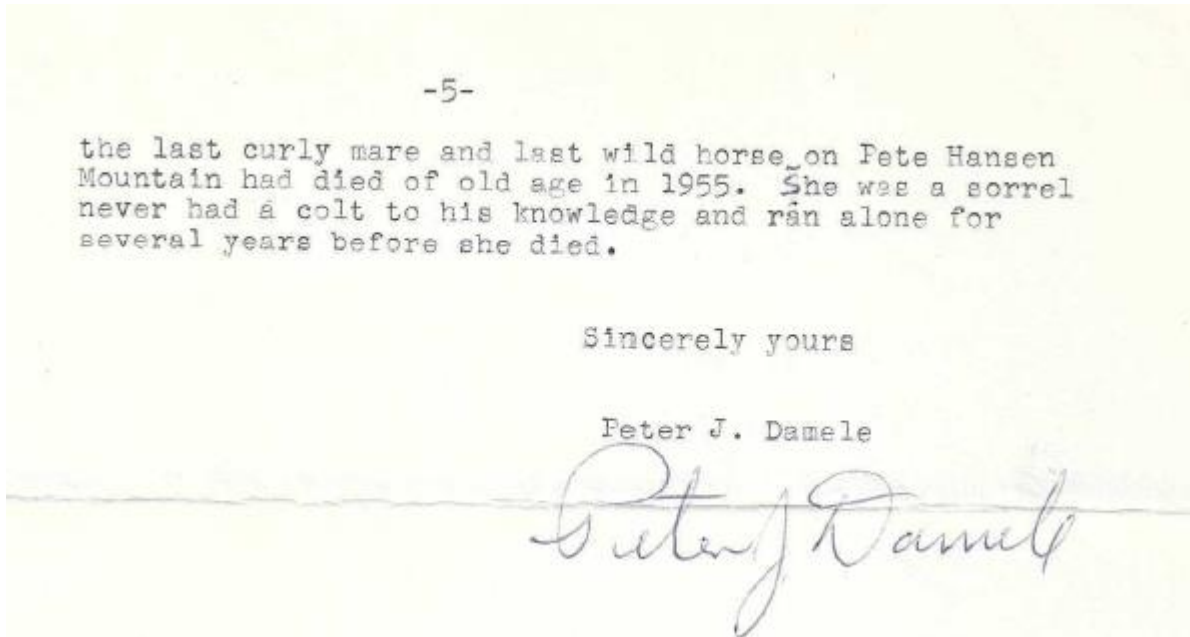 -5-
the last curly mare and last wild horse on Pete Hansen
Mountain had died of old age in 1955. She was a sorrel
never had a colt to his knowledge and ran alone for
several years before she died.
Sincerely yours
Peter J. Damele
Peter J Damele